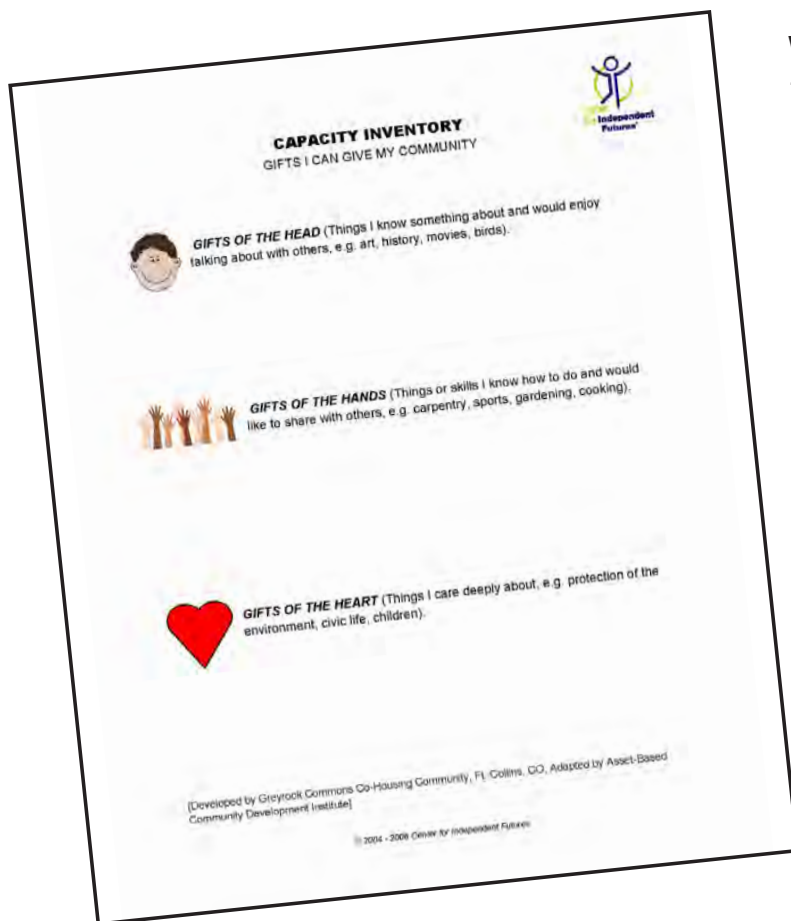 Independent
Futures
CAPACITY INVENTORY
GIFTS I CAN GIVE MY COMMUNITY
GIFTS OF THE HEAD (Things I know something about and would enjoy
talking about with others, e.g. art, history, movies, birds).
GIFTS OF THE HANDS (Things or skills I know how to do and would
like to share with others, e.g. carpentry, sports, gardening, cooking).
GIFTS OF THE HEART (Things I care deeply about, e.g. protection of the
environment, civic life, children).
[Developed by Greyrock Commons Co-Housing Community, Ft. Collins, CO, Adapted by Asset-Based
Community Development Institute]
© 2004 - 2008 Center for Independent Futures